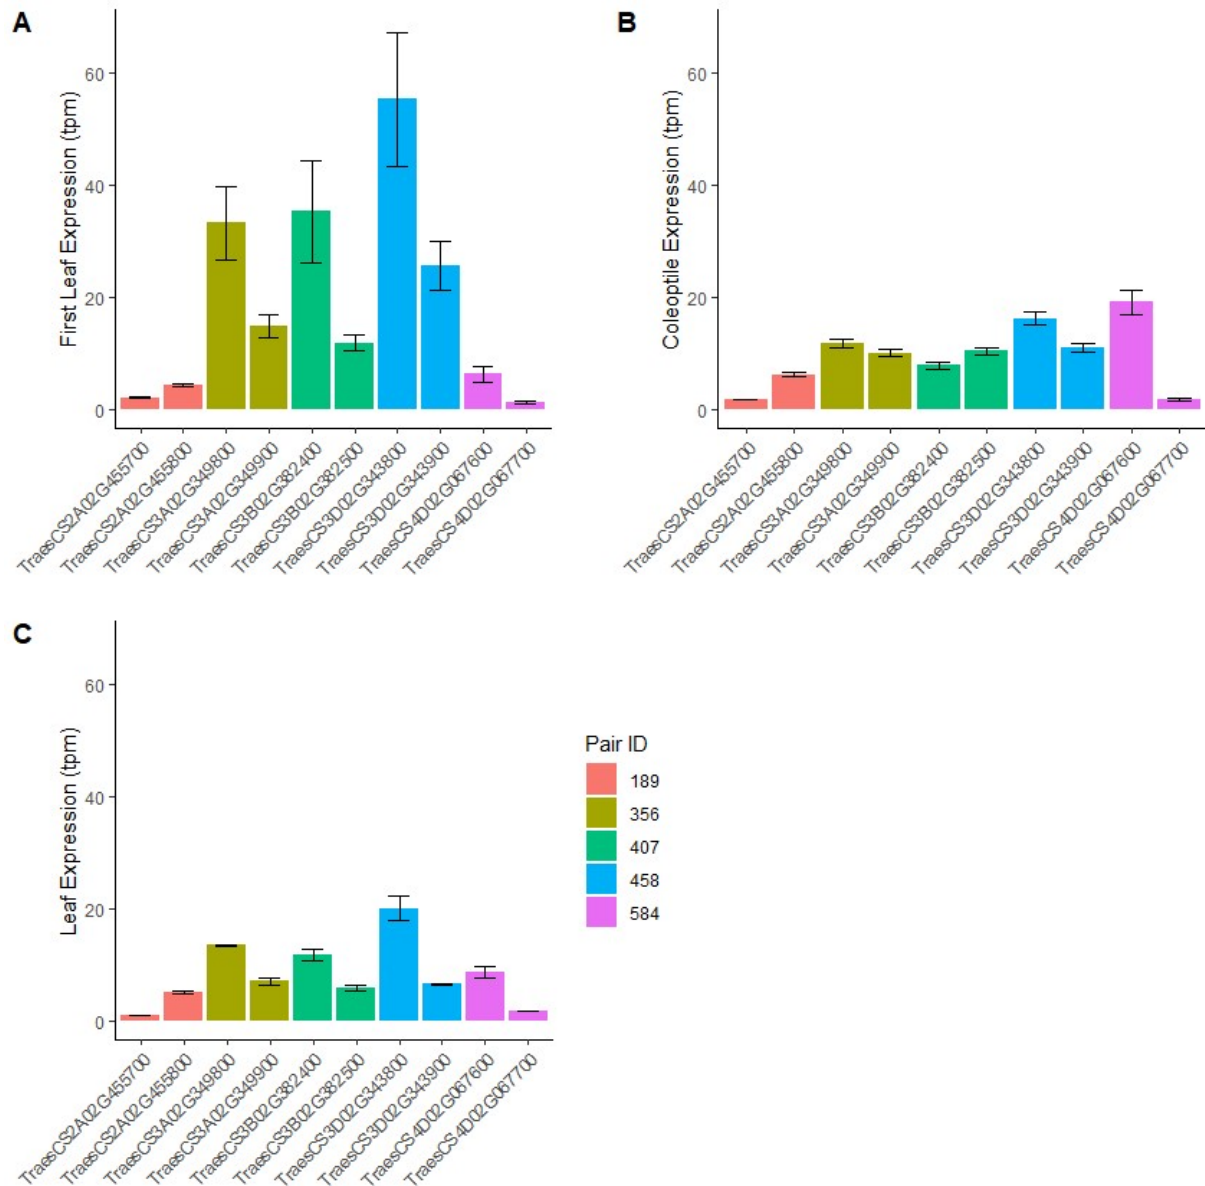 A
First Leaf Expression (tpm)
60
40
20
0
TraesCS2A02G455700
TraesCS2A02G455800
TraesCS3A02G349800
TraesCS3A02G349900
TraesCS3B02G382400
TraesCS3B02G382500
TraesCS3D02G343800
TraesCS3D02G343900
TraesCS4D02G067600
TraesCS4D02G067700
B
Coleoptile Expression (tpm)
60
40
20
0
TraesCS2A02G455700
TraesCS2A02G455800
TraesCS3A02G349800
TraesCS3A02G349900
TraesCS3B02G382400
TraesCS3B02G382500
TraesCS3D02G343800
TraesCS3D02G343900
TraesCS4D02G067600
TraesCS4D02G067700
C
Leaf Expression (tpm)
60
40
20
0
TraesCS2A02G455700
TraesCS2A02G455800
TraesCS3A02G349800
TraesCS3A02G349900
TraesCS3B02G382400
TraesCS3B02G382500
TraesCS3D02G343800
TraesCS3D02G343900
TraesCS4D02G067600
TraesCS4D02G067700
Pair ID
189
356
407
458
584